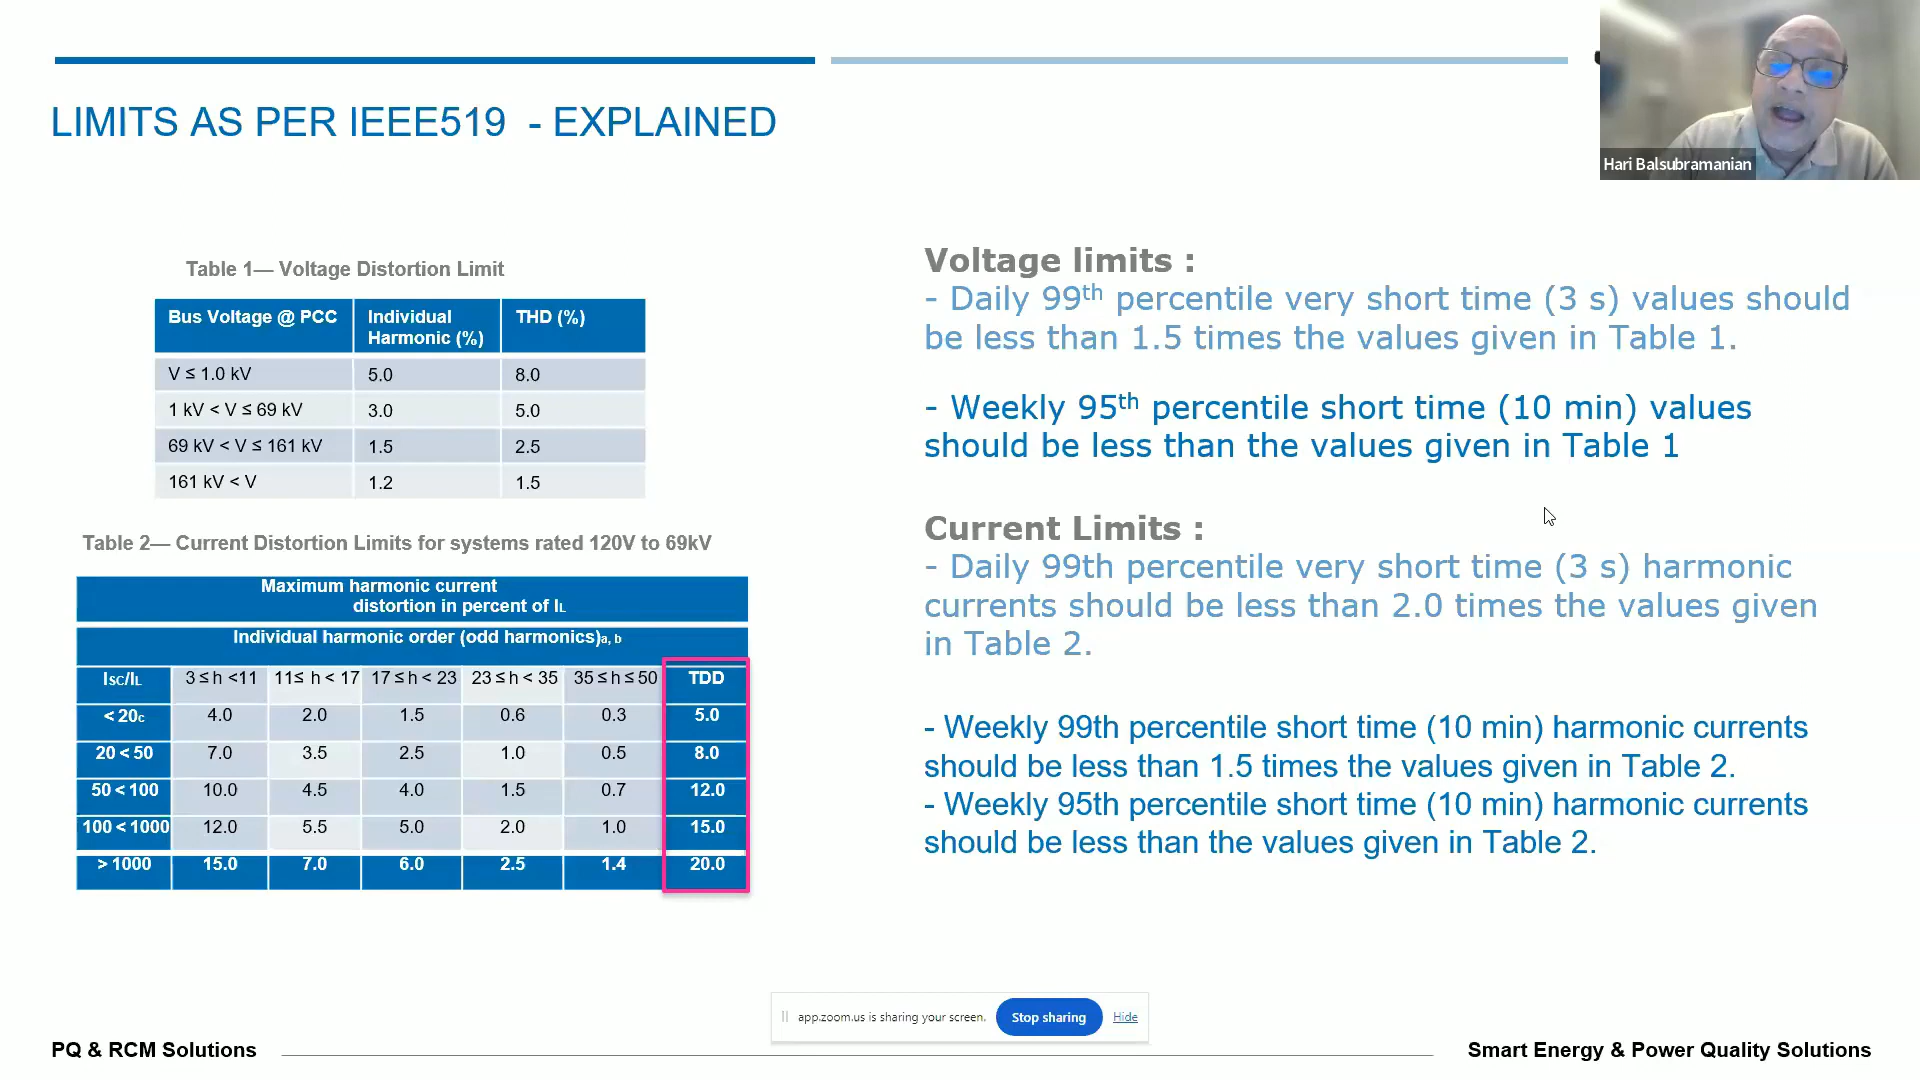 LIMITS AS PER IEEE519 - EXPLAINED
Hari Balsubramanian
Table 1— Voltage Distortion Limit
Bus Voltage @ PCC Individual Harmonic (%) THD (%)
V ≤ 1.0 kV 5.0 8.0
1 kV < V ≤ 69 kV 3.0 5.0
69 kV < V ≤ 161 kV 1.5 2.5
161 kV < V 1.2 1.5
Table 2— Current Distortion Limits for systems rated 120V to 69kV
Maximum harmonic current
distortion in percent of IL
Individual harmonic order (odd harmonics)a, b
Isc/IL 3 ≤ h <11 11≤ h < 17 17 ≤ h < 23 23 ≤ h < 35 35 ≤ h ≤ 50 TDD
< 20c 4.0 2.0 1.5 0.6 0.3 5.0
20 < 50 7.0 3.5 2.5 1.0 0.5 8.0
50 < 100 10.0 4.5 4.0 1.5 0.7 12.0
100 < 1000 12.0 5.5 5.0 2.0 1.0 15.0
> 1000 15.0 7.0 6.0 2.5 1.4 20.0
Voltage limits :
- Daily 99th percentile very short time (3 s) values should
be less than 1.5 times the values given in Table 1.
- Weekly 95th percentile short time (10 min) values
should be less than the values given in Table 1
Current Limits :
- Daily 99th percentile very short time (3 s) harmonic
currents should be less than 2.0 times the values given
in Table 2.
- Weekly 99th percentile short time (10 min) harmonic currents
should be less than 1.5 times the values given in Table 2.
- Weekly 95th percentile short time (10 min) harmonic currents
should be less than the values given in Table 2.
app.zoom.us is sharing your screen. Stop sharing Hide
PQ & RCM Solutions
Smart Energy & Power Quality Solutions